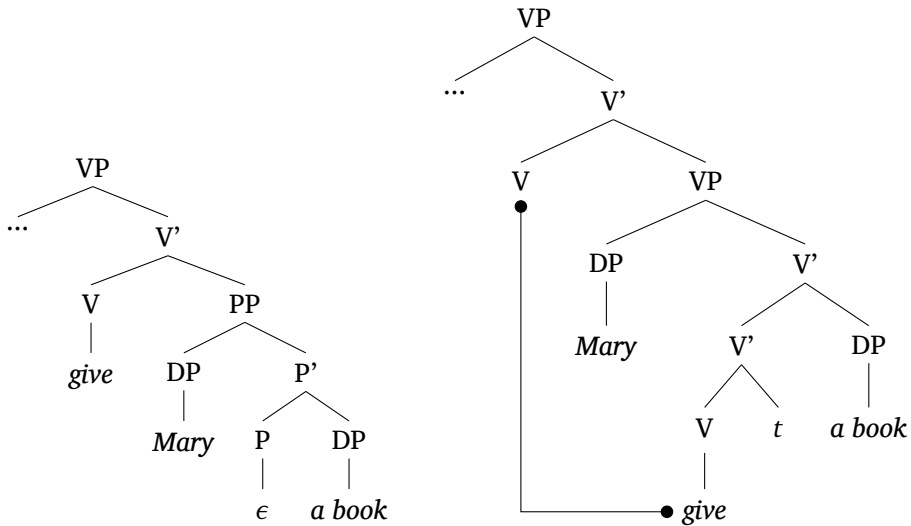 VP
... V'
V PP
give DP P'
Mary P DP
ϵ a book
VP
... V'
V VP
DP V'
Mary V' DP
V t a book
give